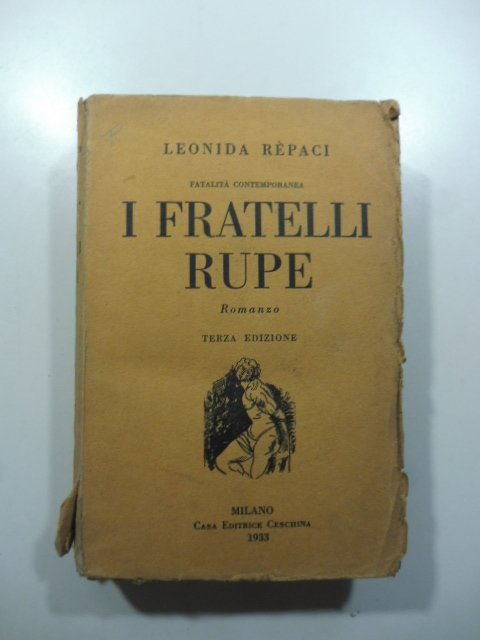 LEONIDA RÈPACI
FATALITÀ CONTEMPORANEA
I FRATELLI
RUPE
Romanzo
TERZA EDIZIONE
MILANO
CASA EDITRICE CESCHINA
1933